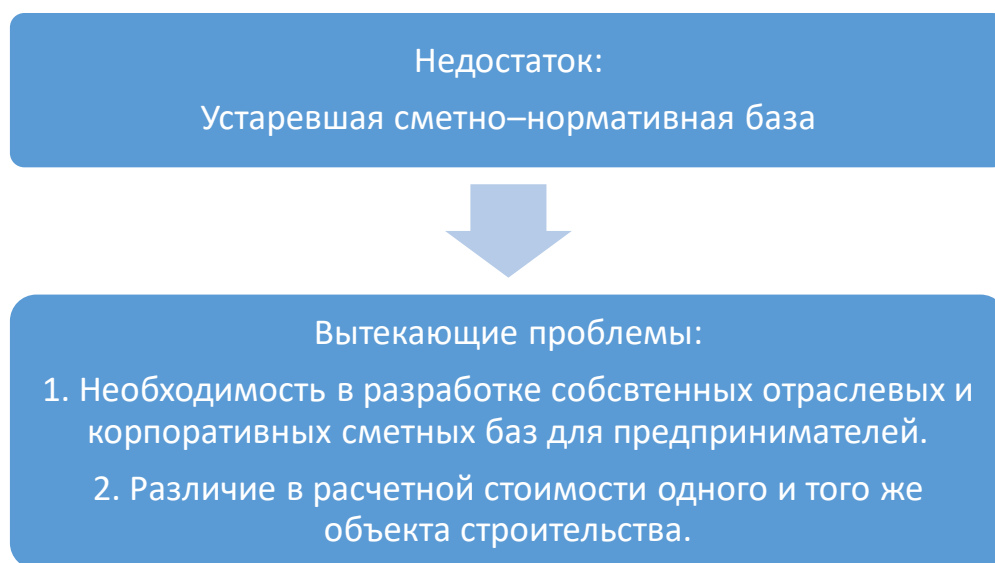 Недостаток:
Устаревшая сметно–нормативная база
Вытекающие проблемы:
1. Необходимость в разработке собсвтенных отраслевых и
корпоративных сметных баз для предпринимателей.
2. Различие в расчетной стоимости одного и того же
объекта строительства.